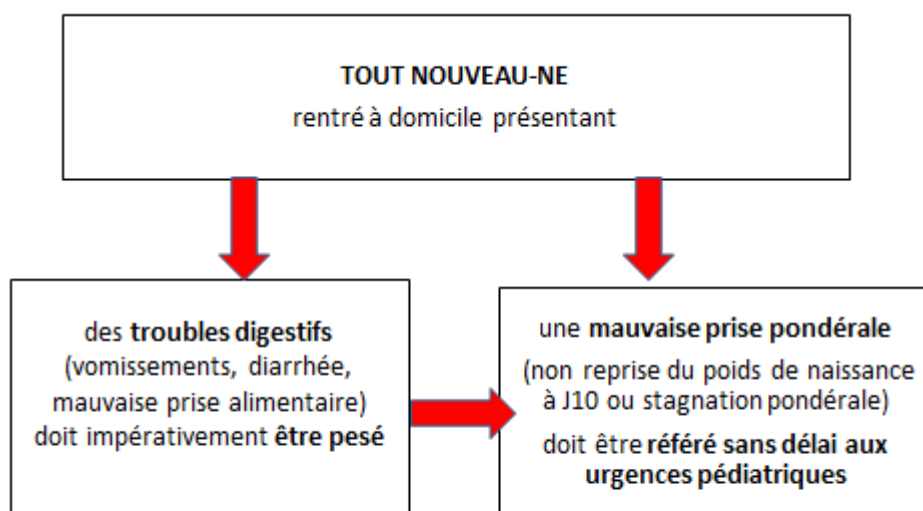 TOUT NOUVEAU-NE
rentré à domicile présentant
des troubles digestifs
(vomissements, diarrhée,
mauvaise prise alimentaire)
doit impérativement être pesé
une mauvaise prise pondérale
(non reprise du poids de naissance
à J10 ou stagnation pondérale)
doit être référé sans délai aux
urgences pédiatriques